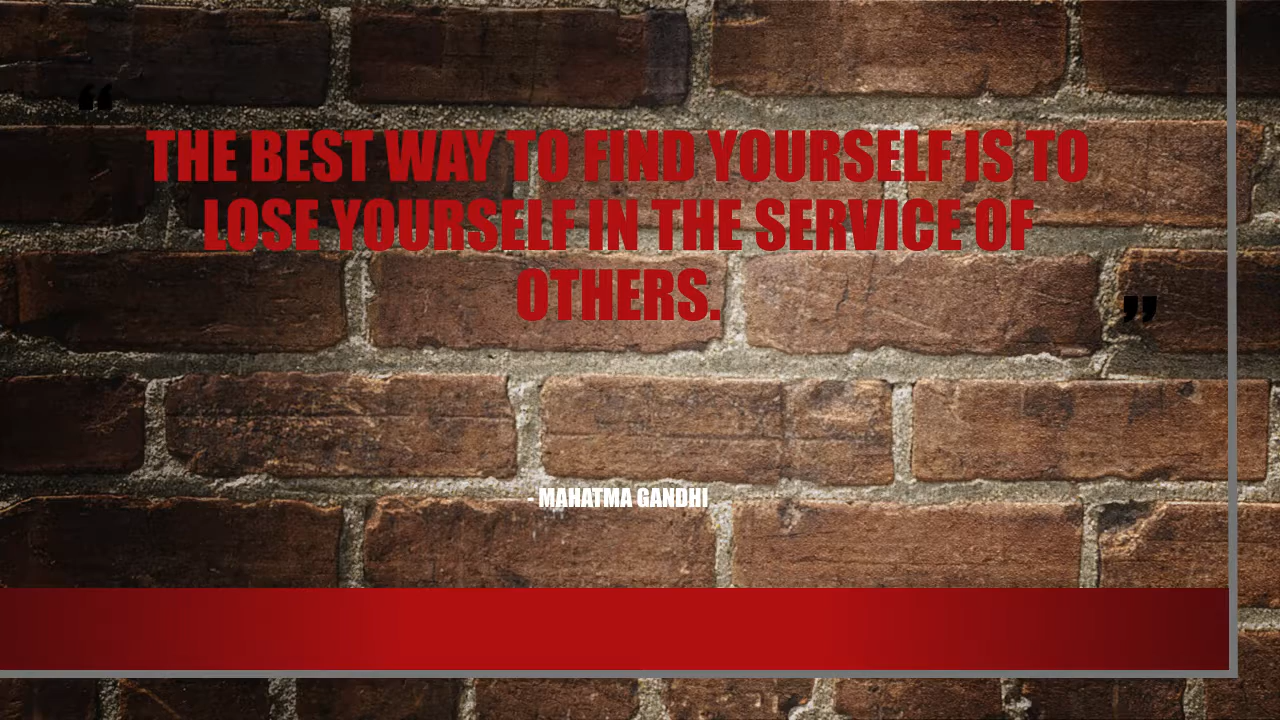 “
THE BEST WAY TO FIND YOURSELF IS TO
LOSE YOURSELF IN THE SERVICE OF
OTHERS.
”
- MAHATMA GANDHI